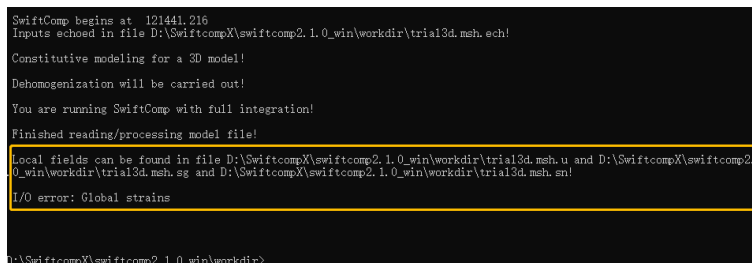 SwiftComp begins at  121441.216
Inputs echoed in file D:\SwiftcompX\swiftcomp2.1.0_win\workdir\trial3d.msh.ech!
Constitutive modeling for a 3D model!
Dehomogenization will be carried out!
You are running SwiftComp with full integration!
Finished reading/processing model file!
Local fields can be found in file D:\SwiftcompX\swiftcomp2.1.0_win\workdir\trial3d.msh.u and D:\SwiftcompX\swiftcomp2.
0_win\workdir\trial3d.msh.sg and D:\SwiftcompX\swiftcomp2.1.0_win\workdir\trial3d.msh.sn!
I/O error: Global strains
D:\SwiftcompX\swiftcomp2.1.0_win\workdir>